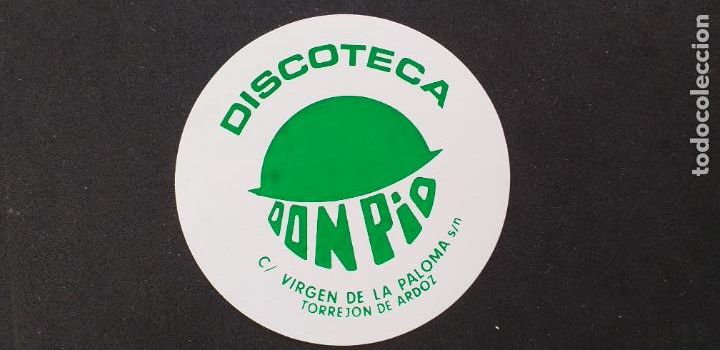 DISCOTECA
DON PIO
C/ VIRGEN DE LA PALOMA s/n
TORREJON DE ARDOZ
todocoleccion